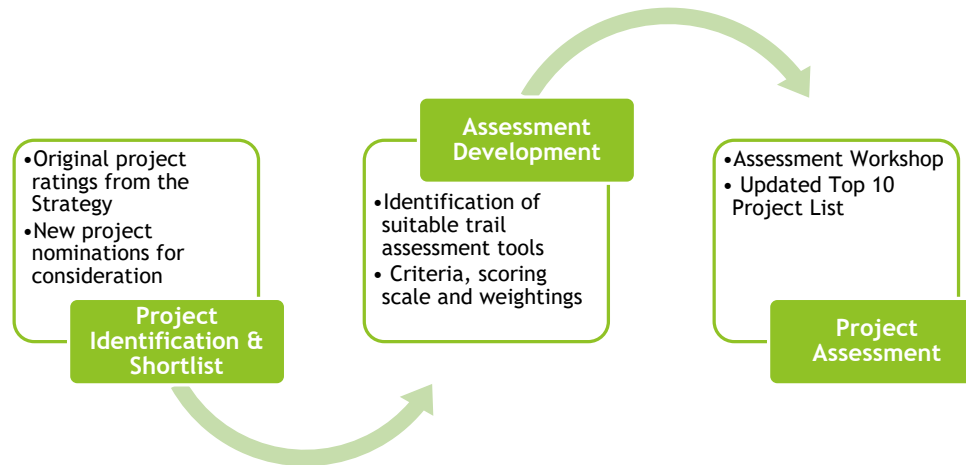 •Original project
ratings from the
Strategy
•New project
nominations for
consideration
Project
Identification &
Shortlist
Assessment
Development
•Identification of
suitable trail
assessment tools
• Criteria, scoring
scale and weightings
•Assessment Workshop
• Updated Top 10
Project List
Project
Assessment